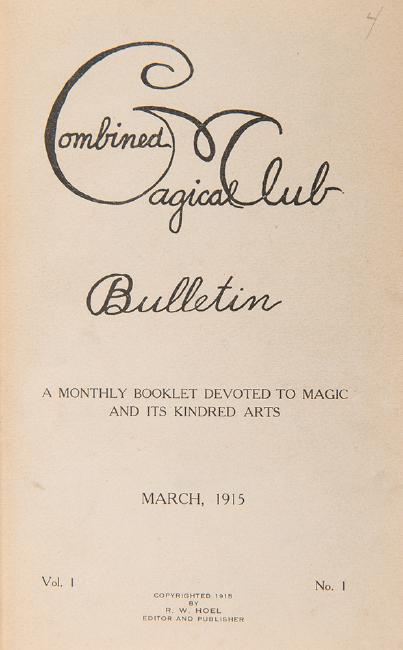 4
Combined
Magical Club
Bulletin
A MONTHLY BOOKLET DEVOTED TO MAGIC
AND ITS KINDRED ARTS
MARCH, 1915
Vol. 1
No. 1
COPYRIGHTED 1915
BY
R. W. HOEL
EDITOR AND PUBLISHER